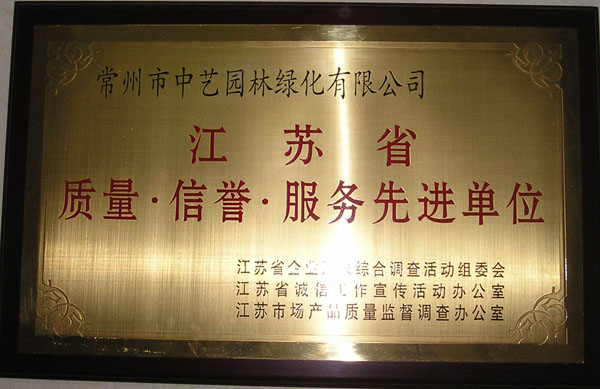 常州市中艺园林绿化有限公司
江苏省
质量·信誉·服务先进单位
江苏省企业综合调查活动组委会
江苏省诚信工作宣传活动办公室
江苏市场产品质量监督调查办公室